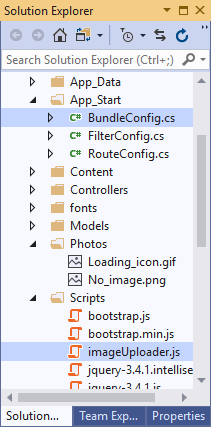 Solution Explorer
Search Solution Explorer (Ctrl+;)
App_Data
App_Start
BundleConfig.cs
FilterConfig.cs
RouteConfig.cs
Content
Controllers
fonts
Models
Photos
Loading_icon.gif
No_image.png
Scripts
bootstrap.js
bootstrap.min.js
imageUploader.js
jquery-3.4.1.intellise
jquery-3.4.1.js
Solution... Team Exp... Properties